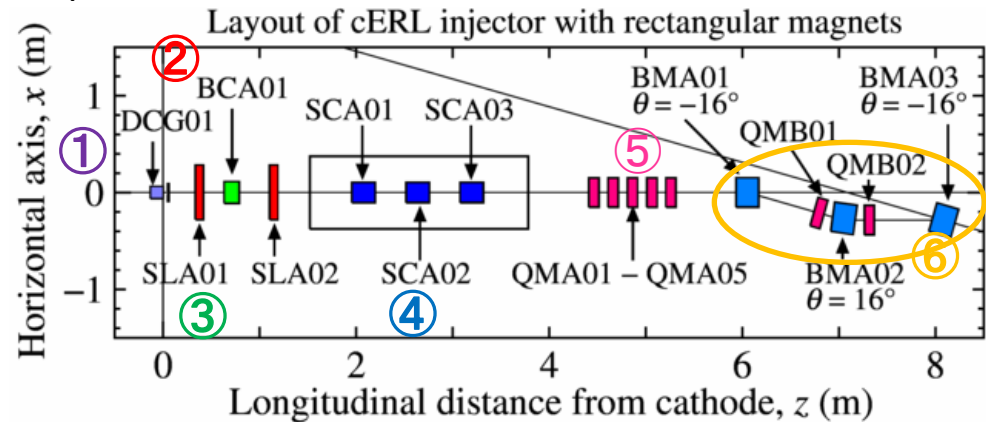 Layout of cERL injector with rectangular magnets
Horizontal axis, x (m)
②
BCA01
DCG01
①
SCA01
SCA03
BMA01
θ = −16°
BMA03
θ = −16°
⑤
QMB01
QMB02
1
0
−1
SLA01
SLA02
SCA02
QMA01 – QMA05
BMA02
θ = 16°
⑥
③
④
0
2
4
6
8
Longitudinal distance from cathode, z (m)